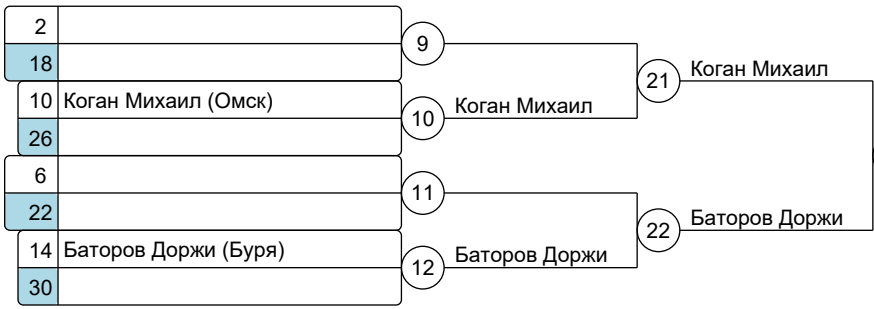 2
9
18
21 Коган Михаил
10 Коган Михаил (Омск)
10 Коган Михаил
26
6
11
22
22 Баторов Доржи
14 Баторов Доржи (Буря)
12 Баторов Доржи
30